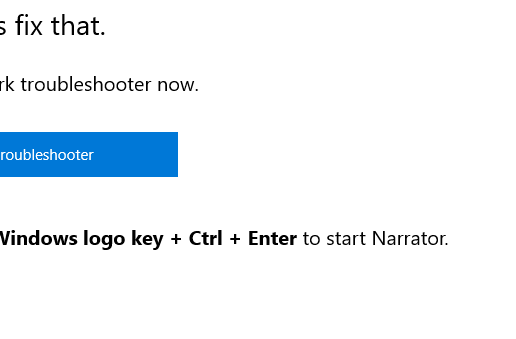 s fix that.
rk troubleshooter now.
roubleshooter
Windows logo key + Ctrl + Enter to start Narrator.